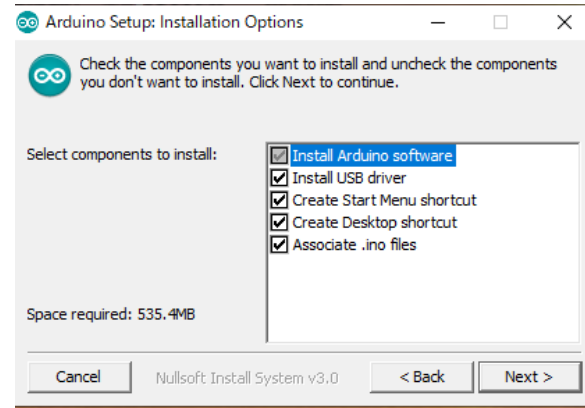 Arduino Setup: Installation Options
Check the components you want to install and uncheck the components
you don't want to install. Click Next to continue.
Select components to install:
Install Arduino software
Install USB driver
Create Start Menu shortcut
Create Desktop shortcut
Associate .ino files
Space required: 535.4MB
Cancel
Nullsoft Install System v3.0
< Back
Next >